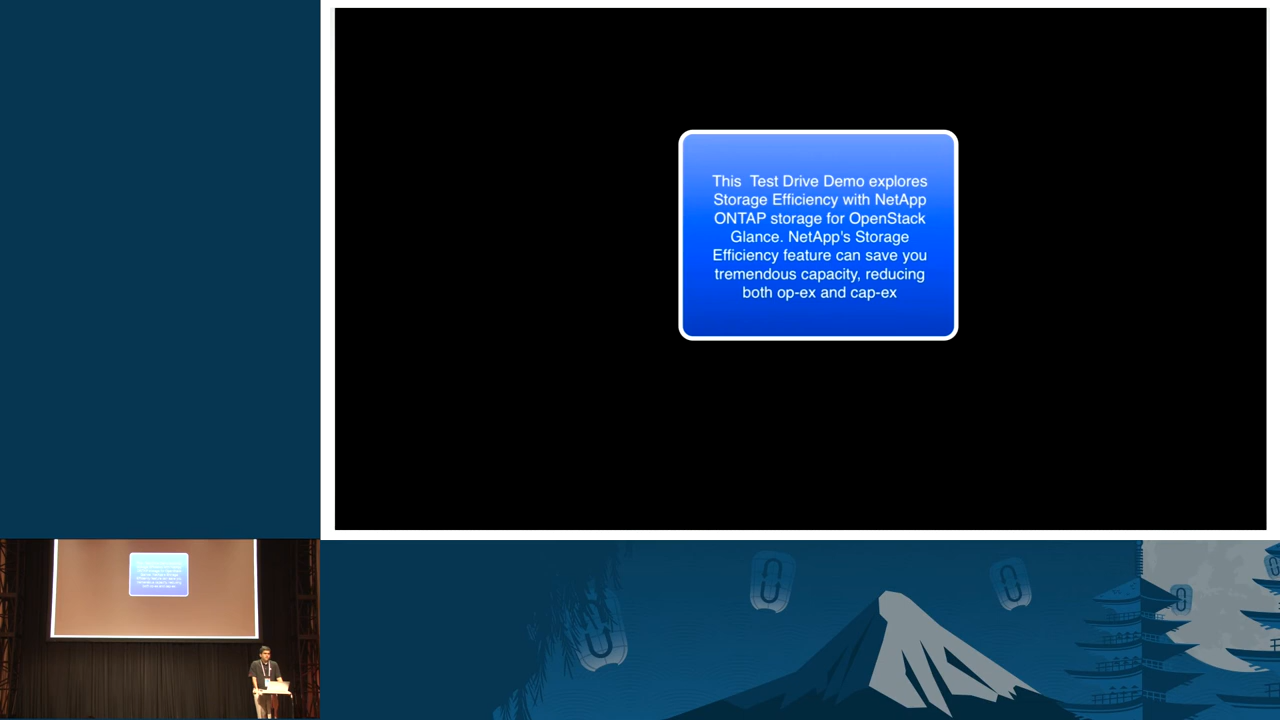 This  Test Drive Demo explores
Storage Efficiency with NetApp
ONTAP storage for OpenStack
Glance. NetApp's Storage
Efficiency feature can save you
tremendous capacity, reducing
both op-ex and cap-ex